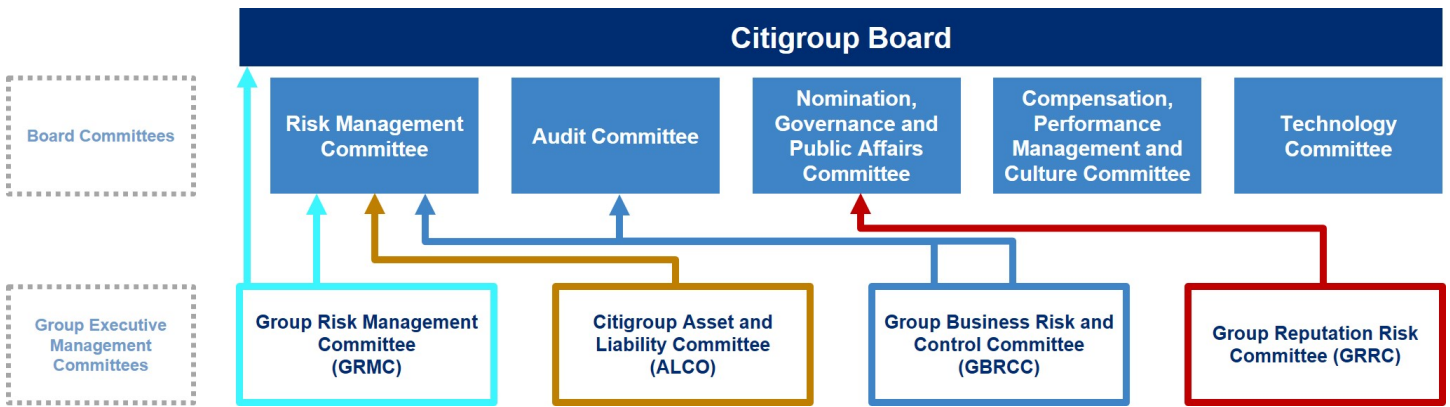 Citigroup Board
Board Committees
Risk Management
Committee
Audit Committee
Nomination,
Governance and
Public Affairs
Committee
Compensation,
Performance
Management and
Culture Committee
Technology
Committee
Group Executive
Management
Committees
Group Risk Management
Committee
(GRMC)
Citigroup Asset and
Liability Committee
(ALCO)
Group Business Risk and
Control Committee
(GBRCC)
Group Reputation Risk
Committee (GRRC)